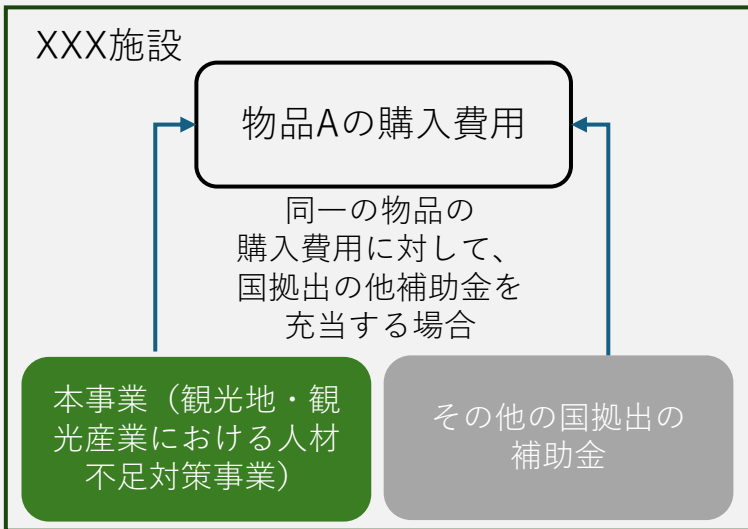 XXX施設
物品Aの購入費用
同一の物品の
購入費用に対して、
国拠出の他補助金を
充当する場合
本事業（観光地・観
光産業における人材
不足対策事業）
その他の国拠出の
補助金